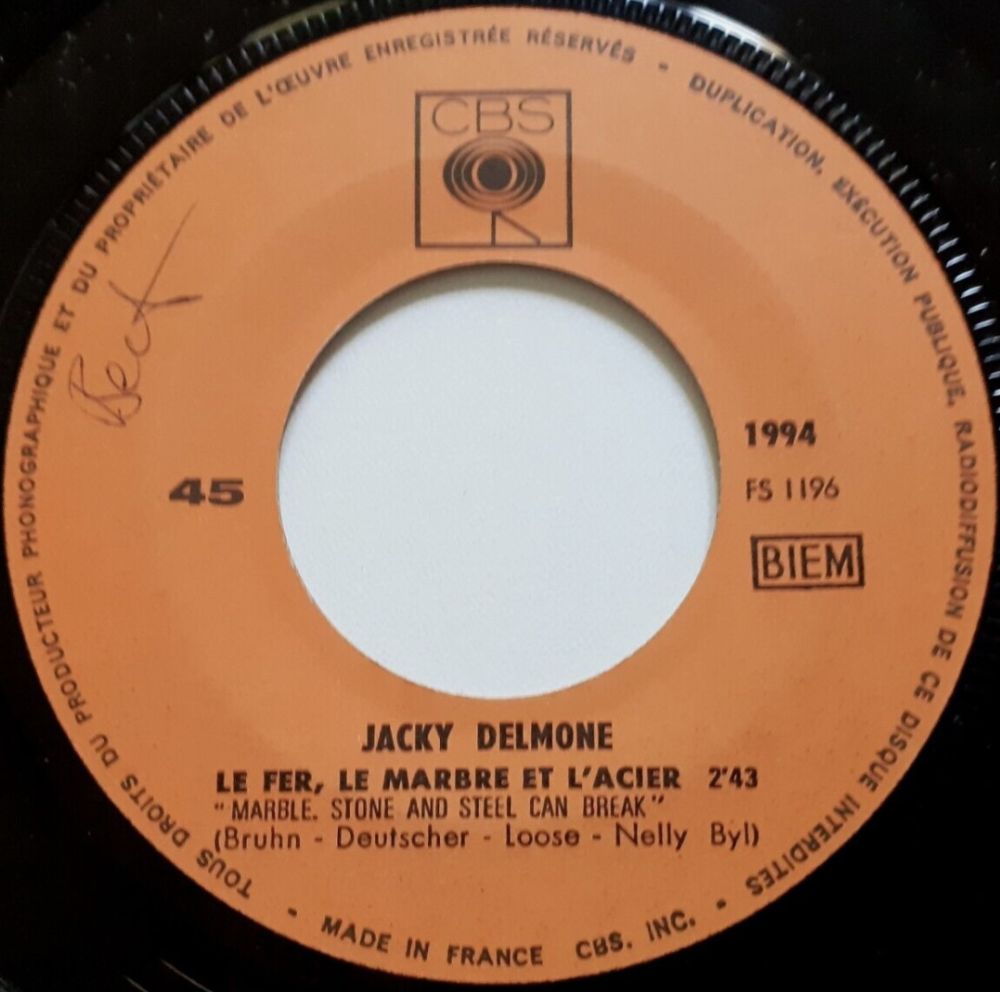 TOUS DROITS DU PRODUCTEUR PHONOGRAPHIQUE ET DU PROPRIÉTAIRE DE L'ŒUVRE ENREGISTRÉE RÉSERVÉS - DUPLICATION, EXÉCUTION PUBLIQUE, RADIODIFFUSION DE CE DISQUE INTERDITES -
CBS
1994
45
FS 1196
BIEM
JACKY DELMONE
LE FER, LE MARBRE ET L'ACIER 2'43
"MARBLE. STONE AND STEEL CAN BREAK"
(Bruhn - Deutscher - Loose - Nelly Byl)
- MADE IN FRANCE CBS. INC.